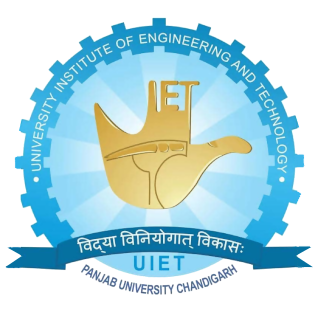 • UNIVERSITY INSTITUTE OF ENGINEERING AND TECHNOLOGY •
UIET
विद्या विनियोगात् विकासः
UIET
PANJAB UNIVERSITY CHANDIGARH